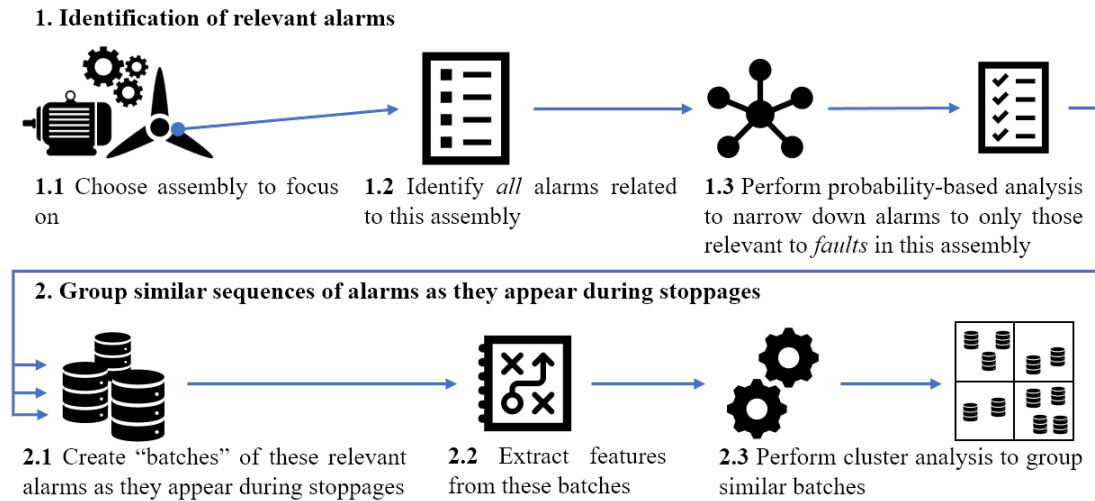 1. Identification of relevant alarms
1.1 Choose assembly to focus
on
1.2 Identify all alarms related
to this assembly
1.3 Perform probability-based analysis
to narrow down alarms to only those
relevant to faults in this assembly
2. Group similar sequences of alarms as they appear during stoppages
2.1 Create “batches” of these relevant
alarms as they appear during stoppages
2.2 Extract features
from these batches
2.3 Perform cluster analysis to group
similar batches